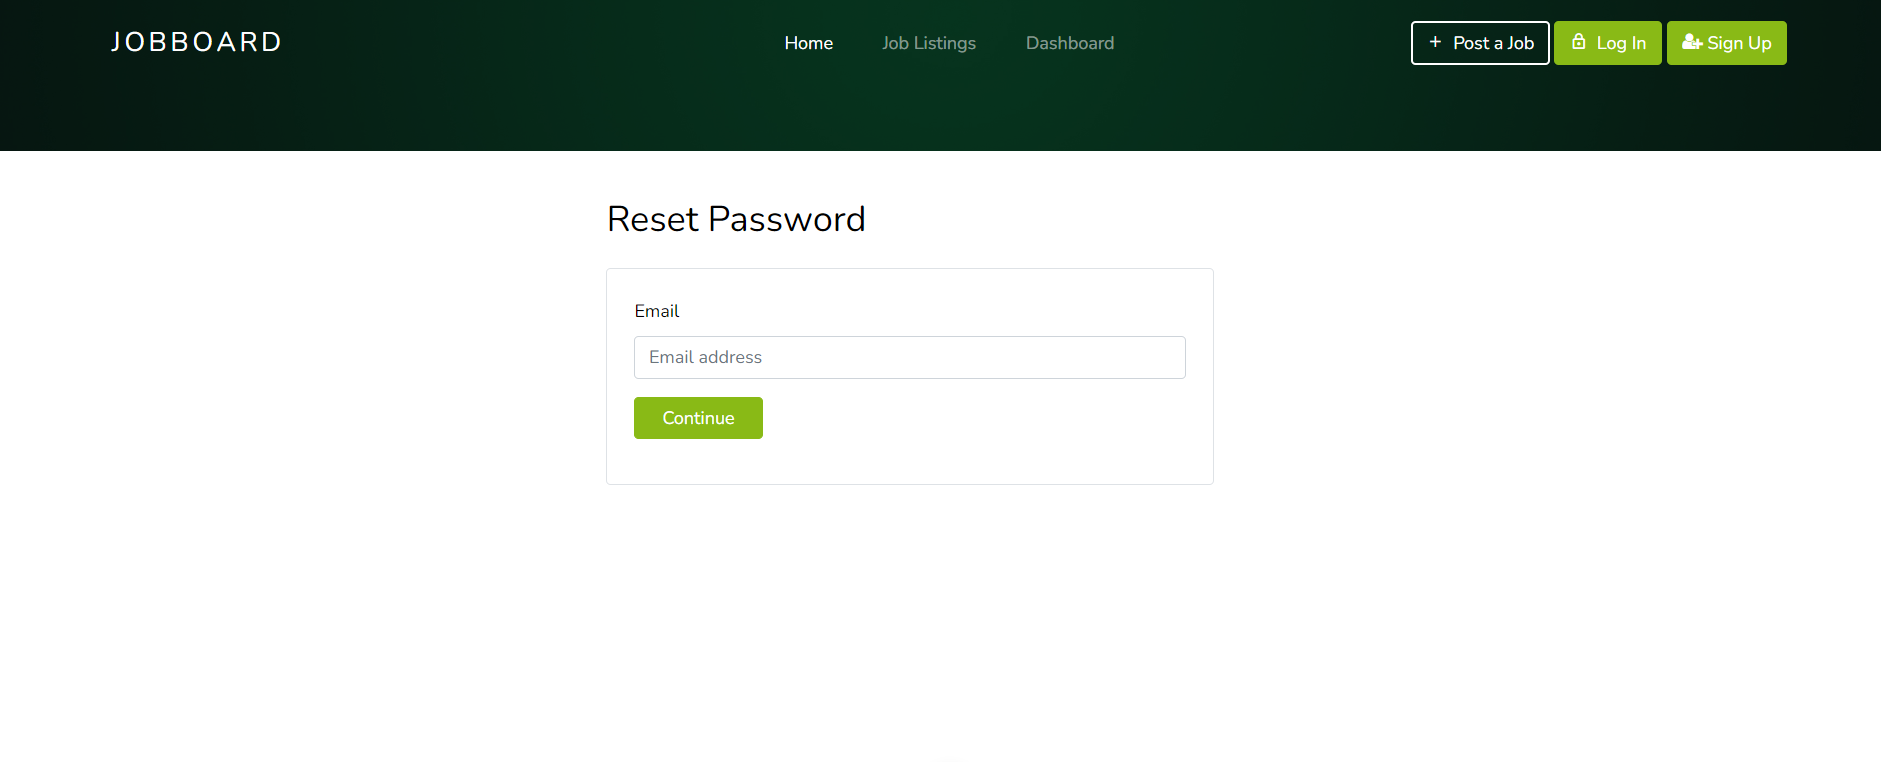 JOBBOARD
Home Job Listings Dashboard
+ Post a Job Log In Sign Up
Reset Password
Email
Email address
Continue